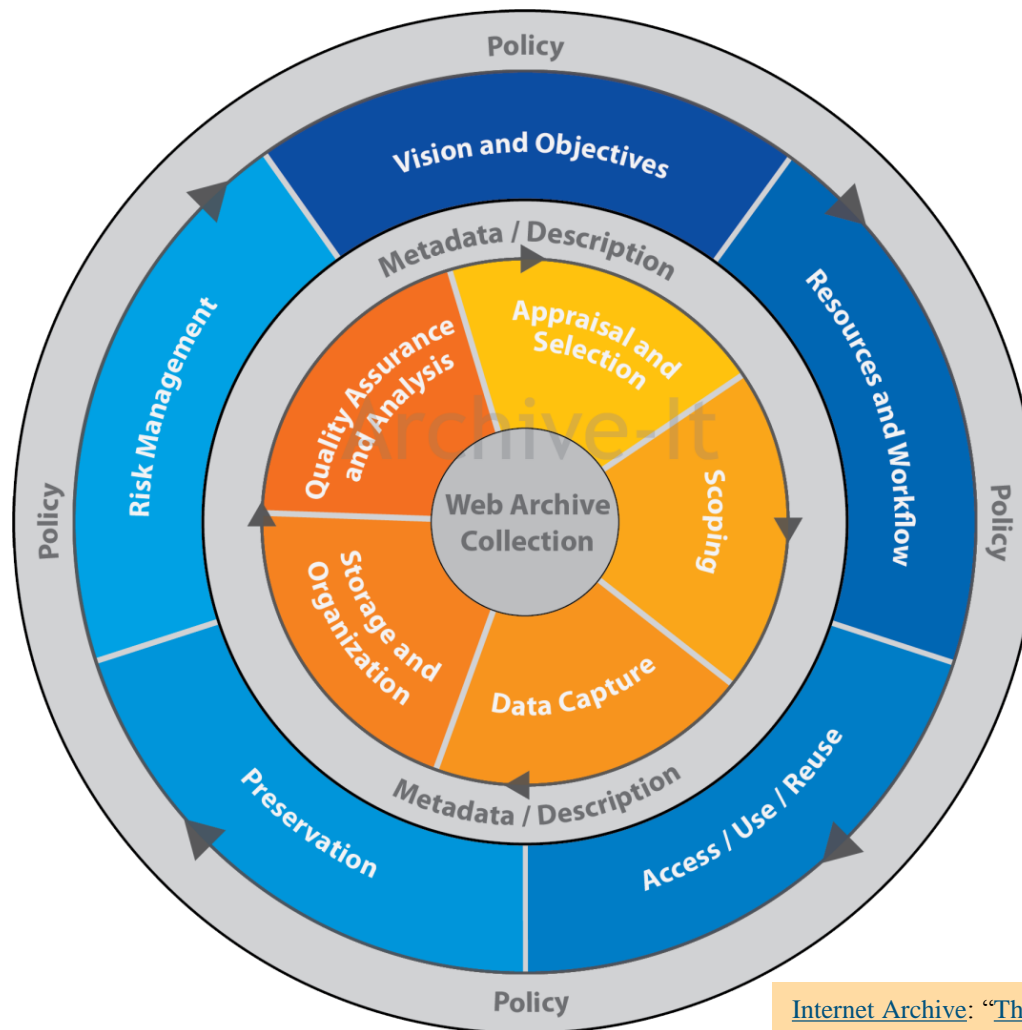 Policy
Vision and Objectives
Resources and Workflow
Access / Use / Reuse
Preservation
Risk Management
Policy
Policy
Policy
Metadata / Description
Appraisal and
Selection
Scoping
Data Capture
Storage and
Organization
Quality Assurance
and Analysis
Metadata / Description
Archive-It
Web Archive
Collection
Internet Archive: “Th